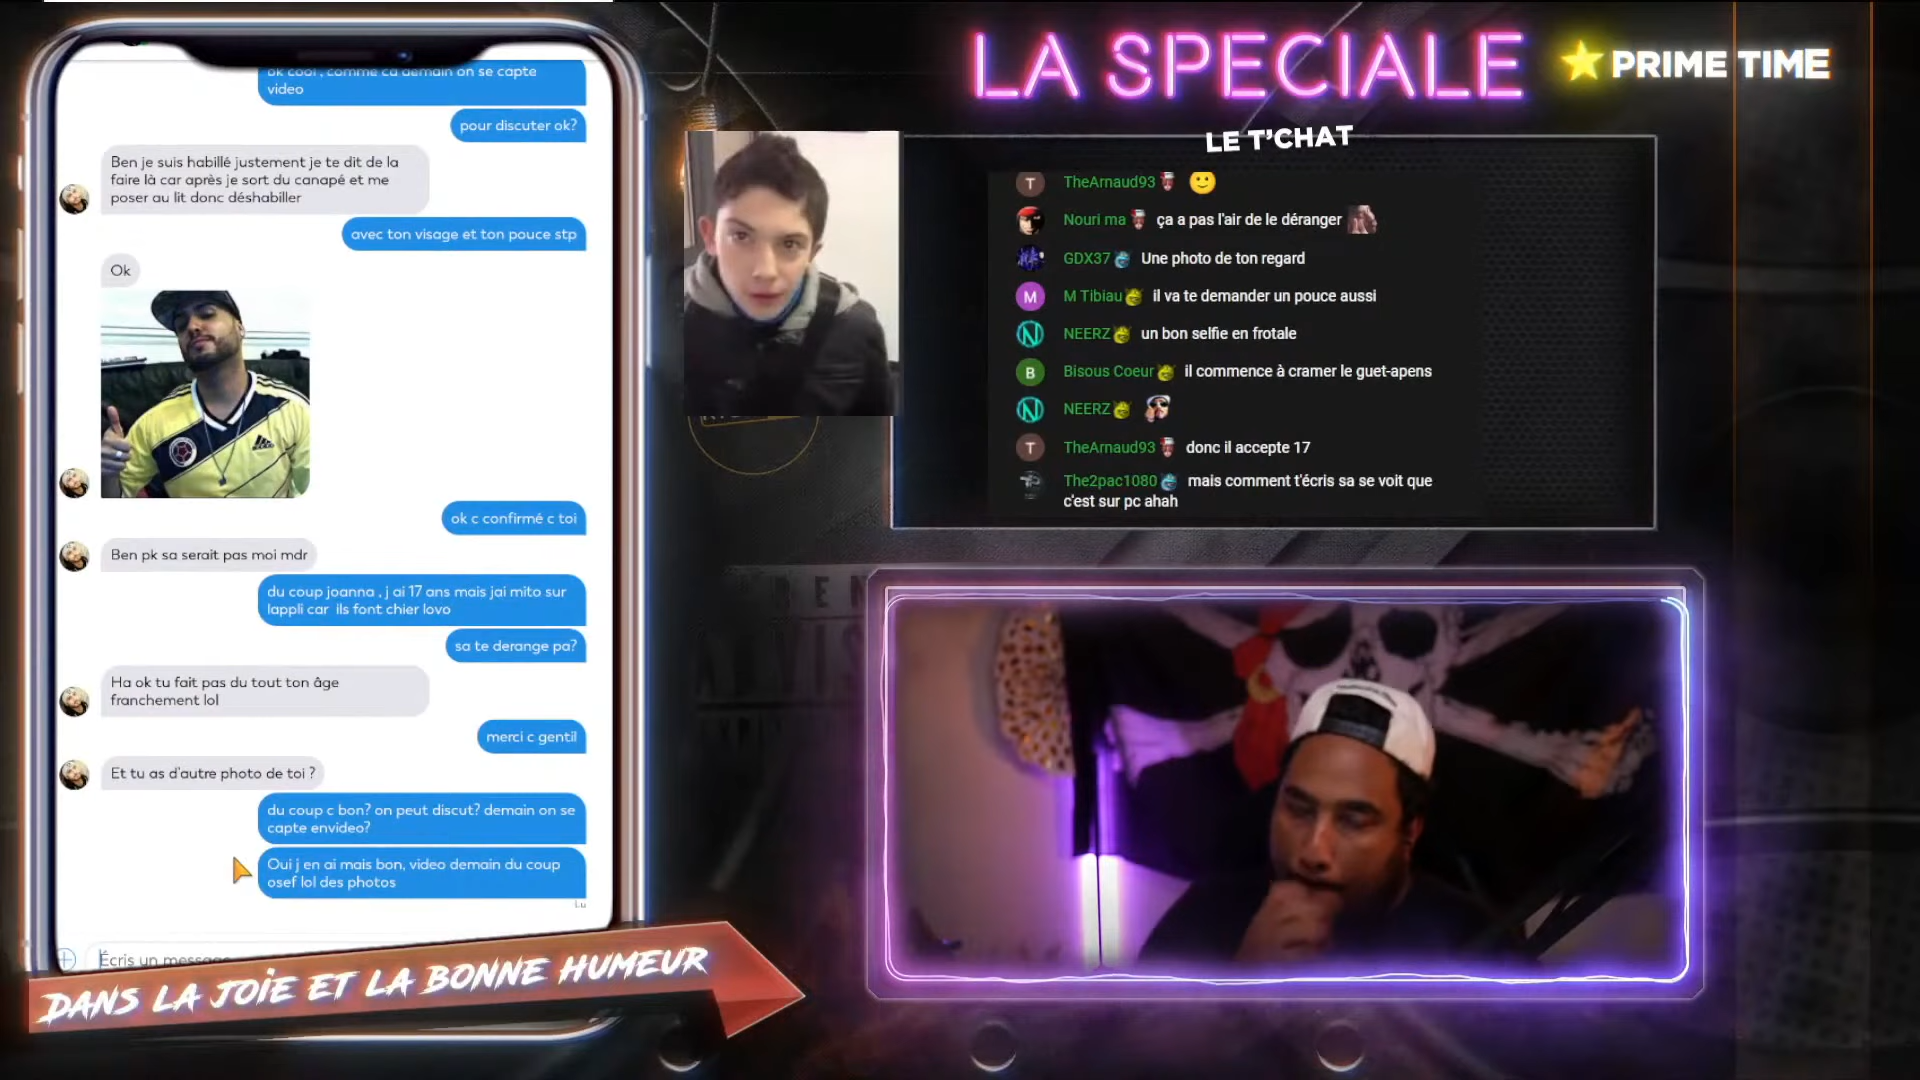 ok cool , comme ca demain on se capte
video
pour discuter ok?
Ben je suis habillé justement je te dit de la
faire là car après je sort du canapé et me
poser au lit donc déshabiller
avec ton visage et ton pouce stp
Ok
ok c confirmé c toi
Ben pk sa serait pas moi mdr
du coup joanna , j ai 17 ans mais jai mito sur
lappli car ils font chier lovo
sa te derange pa?
Ha ok tu fait pas du tout ton âge
franchement lol
merci c gentil
Et tu as d'autre photo de toi ?
du coup c bon? on peut discut? demain on se
capte envideo?
Oui j en ai mais bon, video demain du coup
osef lol des photos
Lu
Écris un message
DANS LA JOIE ET LA BONNE HUMEUR
LA SPECIALE
PRIME TIME
LE T'CHAT
T TheArnaud93
Nouri ma ça a pas l'air de le déranger
GDX37 Une photo de ton regard
M M Tibiau il va te demander un pouce aussi
N NEERZ un bon selfie en frotale
B Bisous Coeur il commence à cramer le guet-apens
N NEERZ
T TheArnaud93 donc il accepte 17
The2pac1080 mais comment t'écris sa se voit que
c'est sur pc ahah